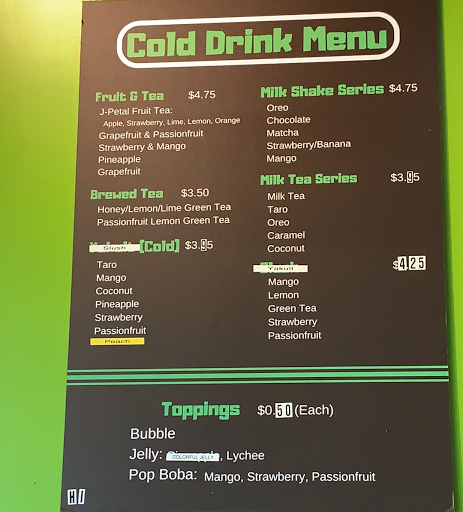 Cold Drink Menu
Fruit & Tea $4.75
J-Petal Fruit Tea:
Apple, Strawberry, Lime, Lemon, Orange
Grapefruit & Passionfruit
Strawberry & Mango
Pineapple
Grapefruit
Brewed Tea $3.50
Honey/Lemon/Lime Green Tea
Passionfruit Lemon Green Tea
Slush [Cold] $3.95
Taro
Mango
Coconut
Pineapple
Strawberry
Passionfruit
Peach
Milk Shake Series $4.75
Oreo
Chocolate
Matcha
Strawberry/Banana
Mango
Milk Tea Series $3.95
Milk Tea
Taro
Oreo
Caramel
Coconut
Yakult $4.25
Mango
Lemon
Green Tea
Strawberry
Passionfruit
Toppings $0.50 (Each)
Bubble
Jelly: COLORFUL JELLY, Lychee
Pop Boba: Mango, Strawberry, Passionfruit
HI